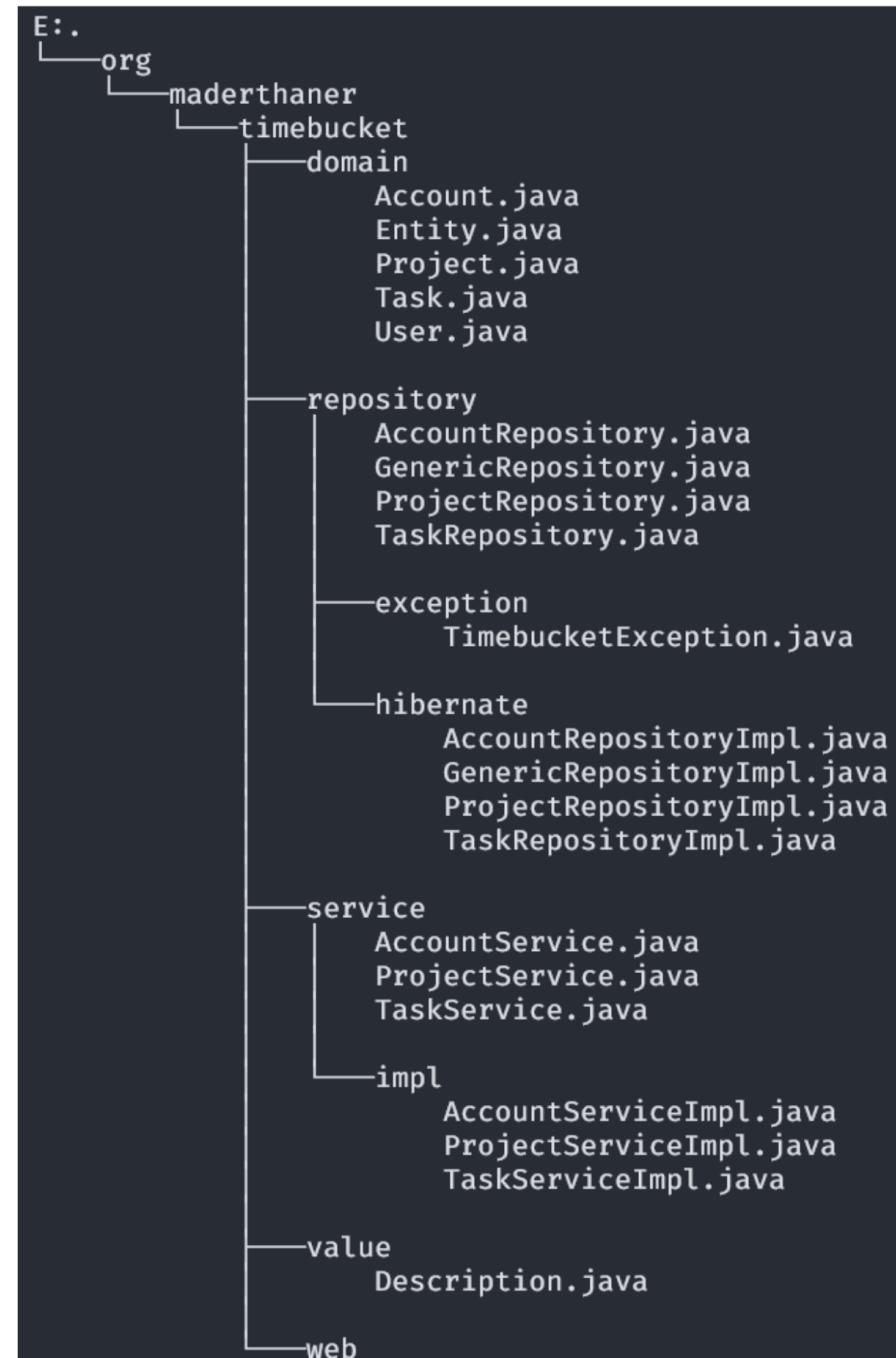 E:.
└───org
    └───maderthaner
        └───timebucket
            ├───domain
            │       Account.java
            │       Entity.java
            │       Project.java
            │       Task.java
            │       User.java
            │
            ├───repository
            │   │   AccountRepository.java
            │   │   GenericRepository.java
            │   │   ProjectRepository.java
            │   │   TaskRepository.java
            │   │
            │   ├───exception
            │   │       TimebucketException.java
            │   │
            │   └───hibernate
            │           AccountRepositoryImpl.java
            │           GenericRepositoryImpl.java
            │           ProjectRepositoryImpl.java
            │           TaskRepositoryImpl.java
            │
            ├───service
            │   │   AccountService.java
            │   │   ProjectService.java
            │   │   TaskService.java
            │   │
            │   └───impl
            │           AccountServiceImpl.java
            │           ProjectServiceImpl.java
            │           TaskServiceImpl.java
            │
            ├───value
            │       Description.java
            │
            └───web